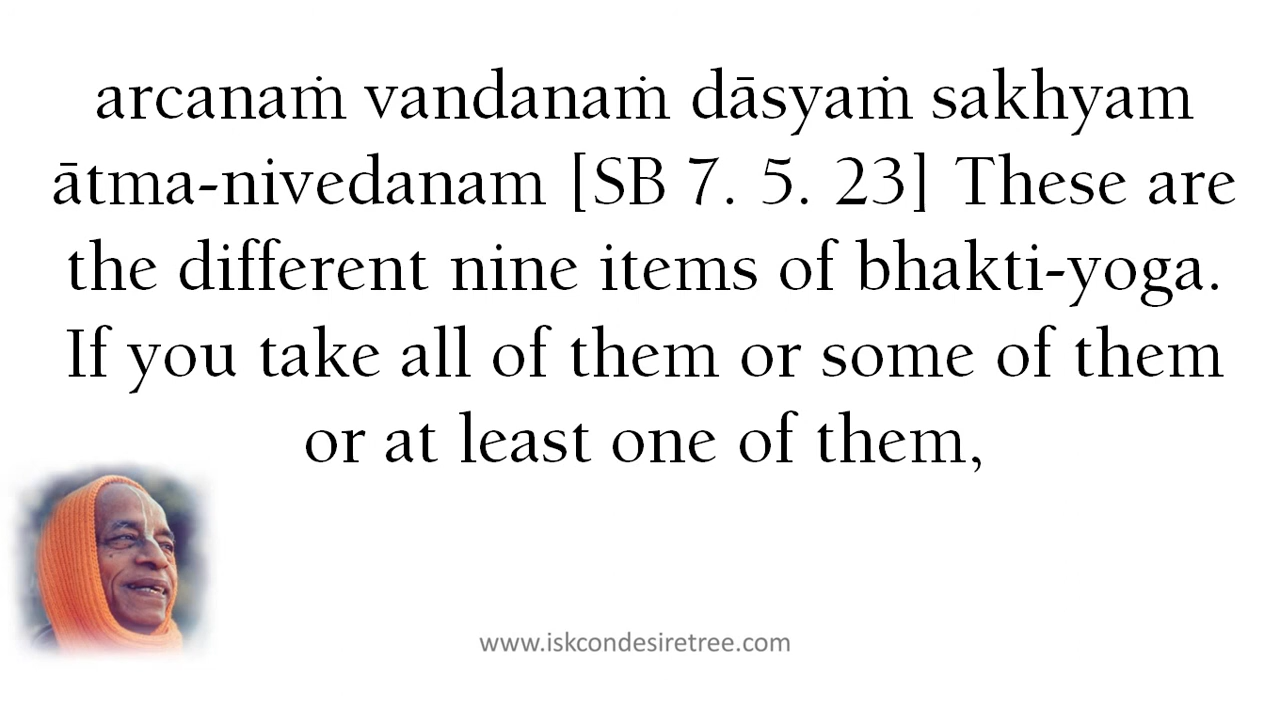 arcanaṁ vandanaṁ dāsyaṁ sakhyam
ātma-nivedanam [SB 7. 5. 23] These are
the different nine items of bhakti-yoga.
If you take all of them or some of them
or at least one of them,
www.iskcondesiretree.com